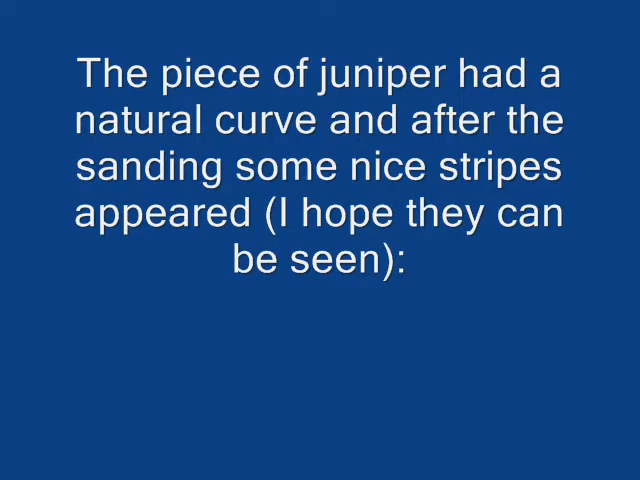 The piece of juniper had a
natural curve and after the
sanding some nice stripes
appeared (I hope they can
be seen):